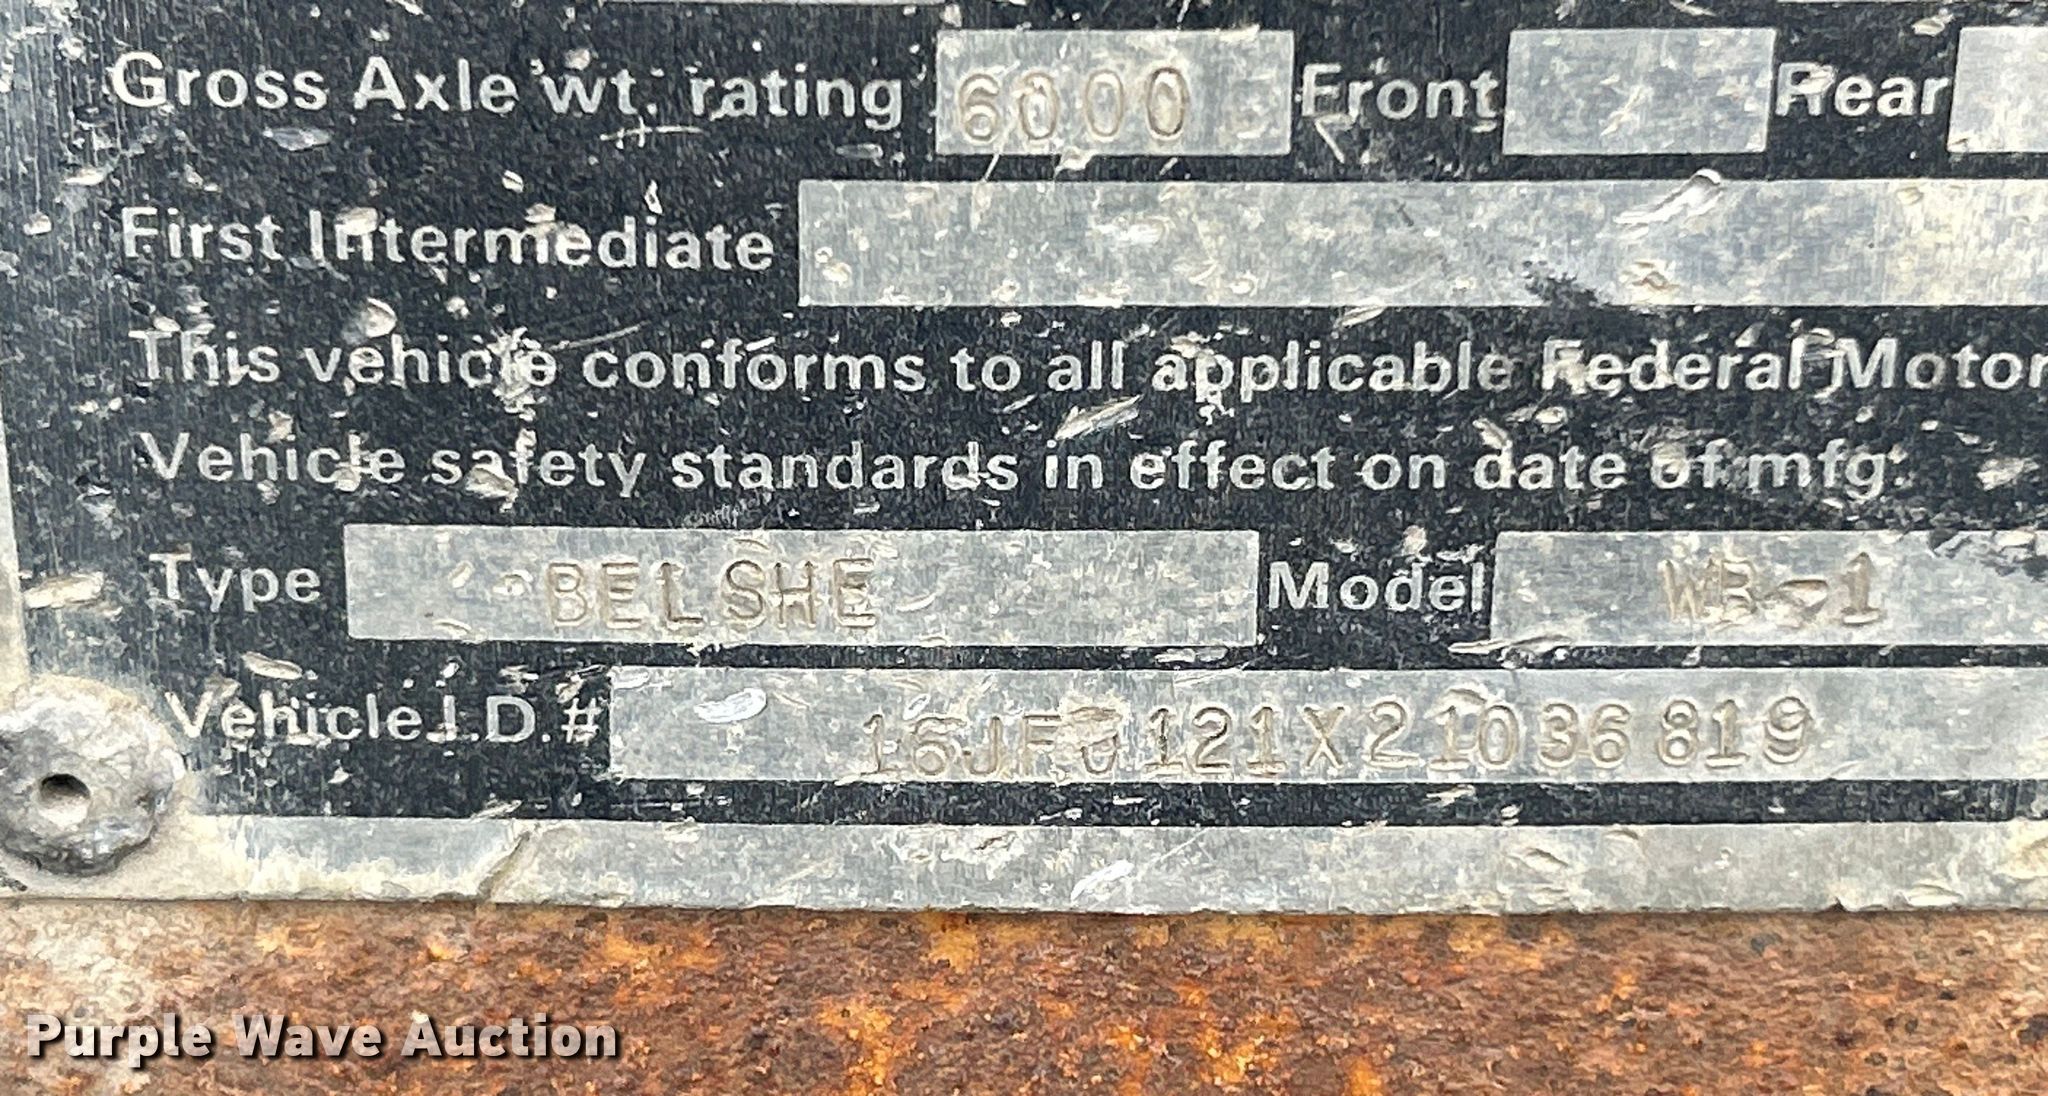 Gross Axle wt. rating 6000 Front Rear
First Intermediate
This vehicle conforms to all applicable Federal Motor
Vehicle safety standards in effect on date of mfg.
Type BELSHE Model WB-1
Vehicle I.D. # 16JF0121X21036819
Purple Wave Auction